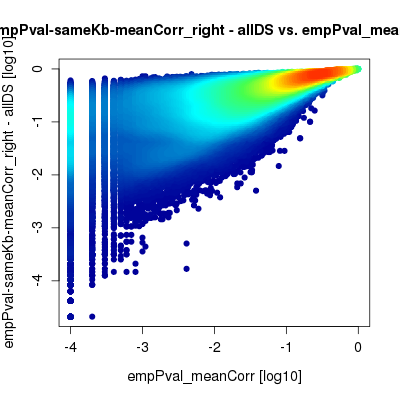 mpPval-sameKb-meanCorr_right - allDS vs. empPval_mea
empPval-sameKb-meanCorr_right - allDS [log10]
0
-1
-2
-3
-4
-4 -3 -2 -1 0
empPval_meanCorr [log10]